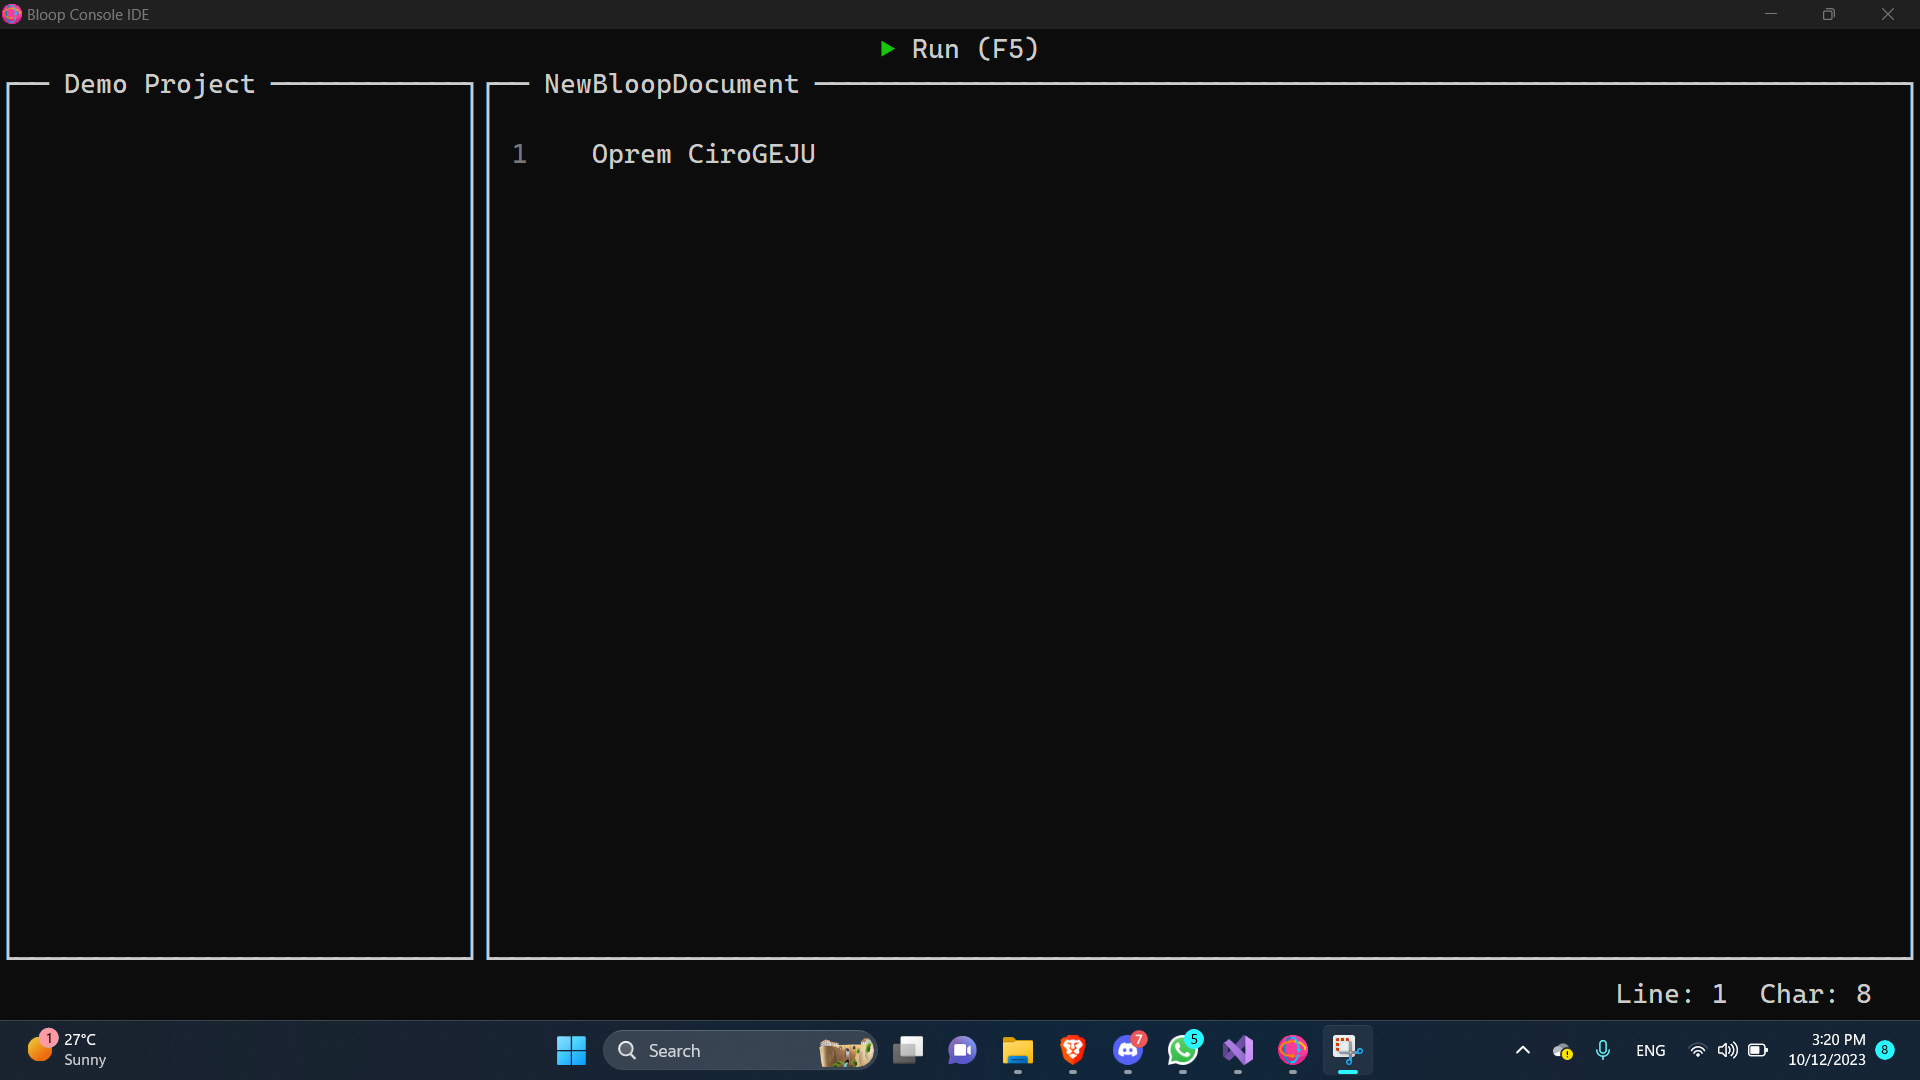 Bloop Console IDE
Run (F5)
Demo Project
NewBloopDocument
1 Oprem CiroGEJU
Line: 1 Char: 8
1
27°C
Sunny
Search
7
5
ENG
3:20 PM
10/12/2023
8